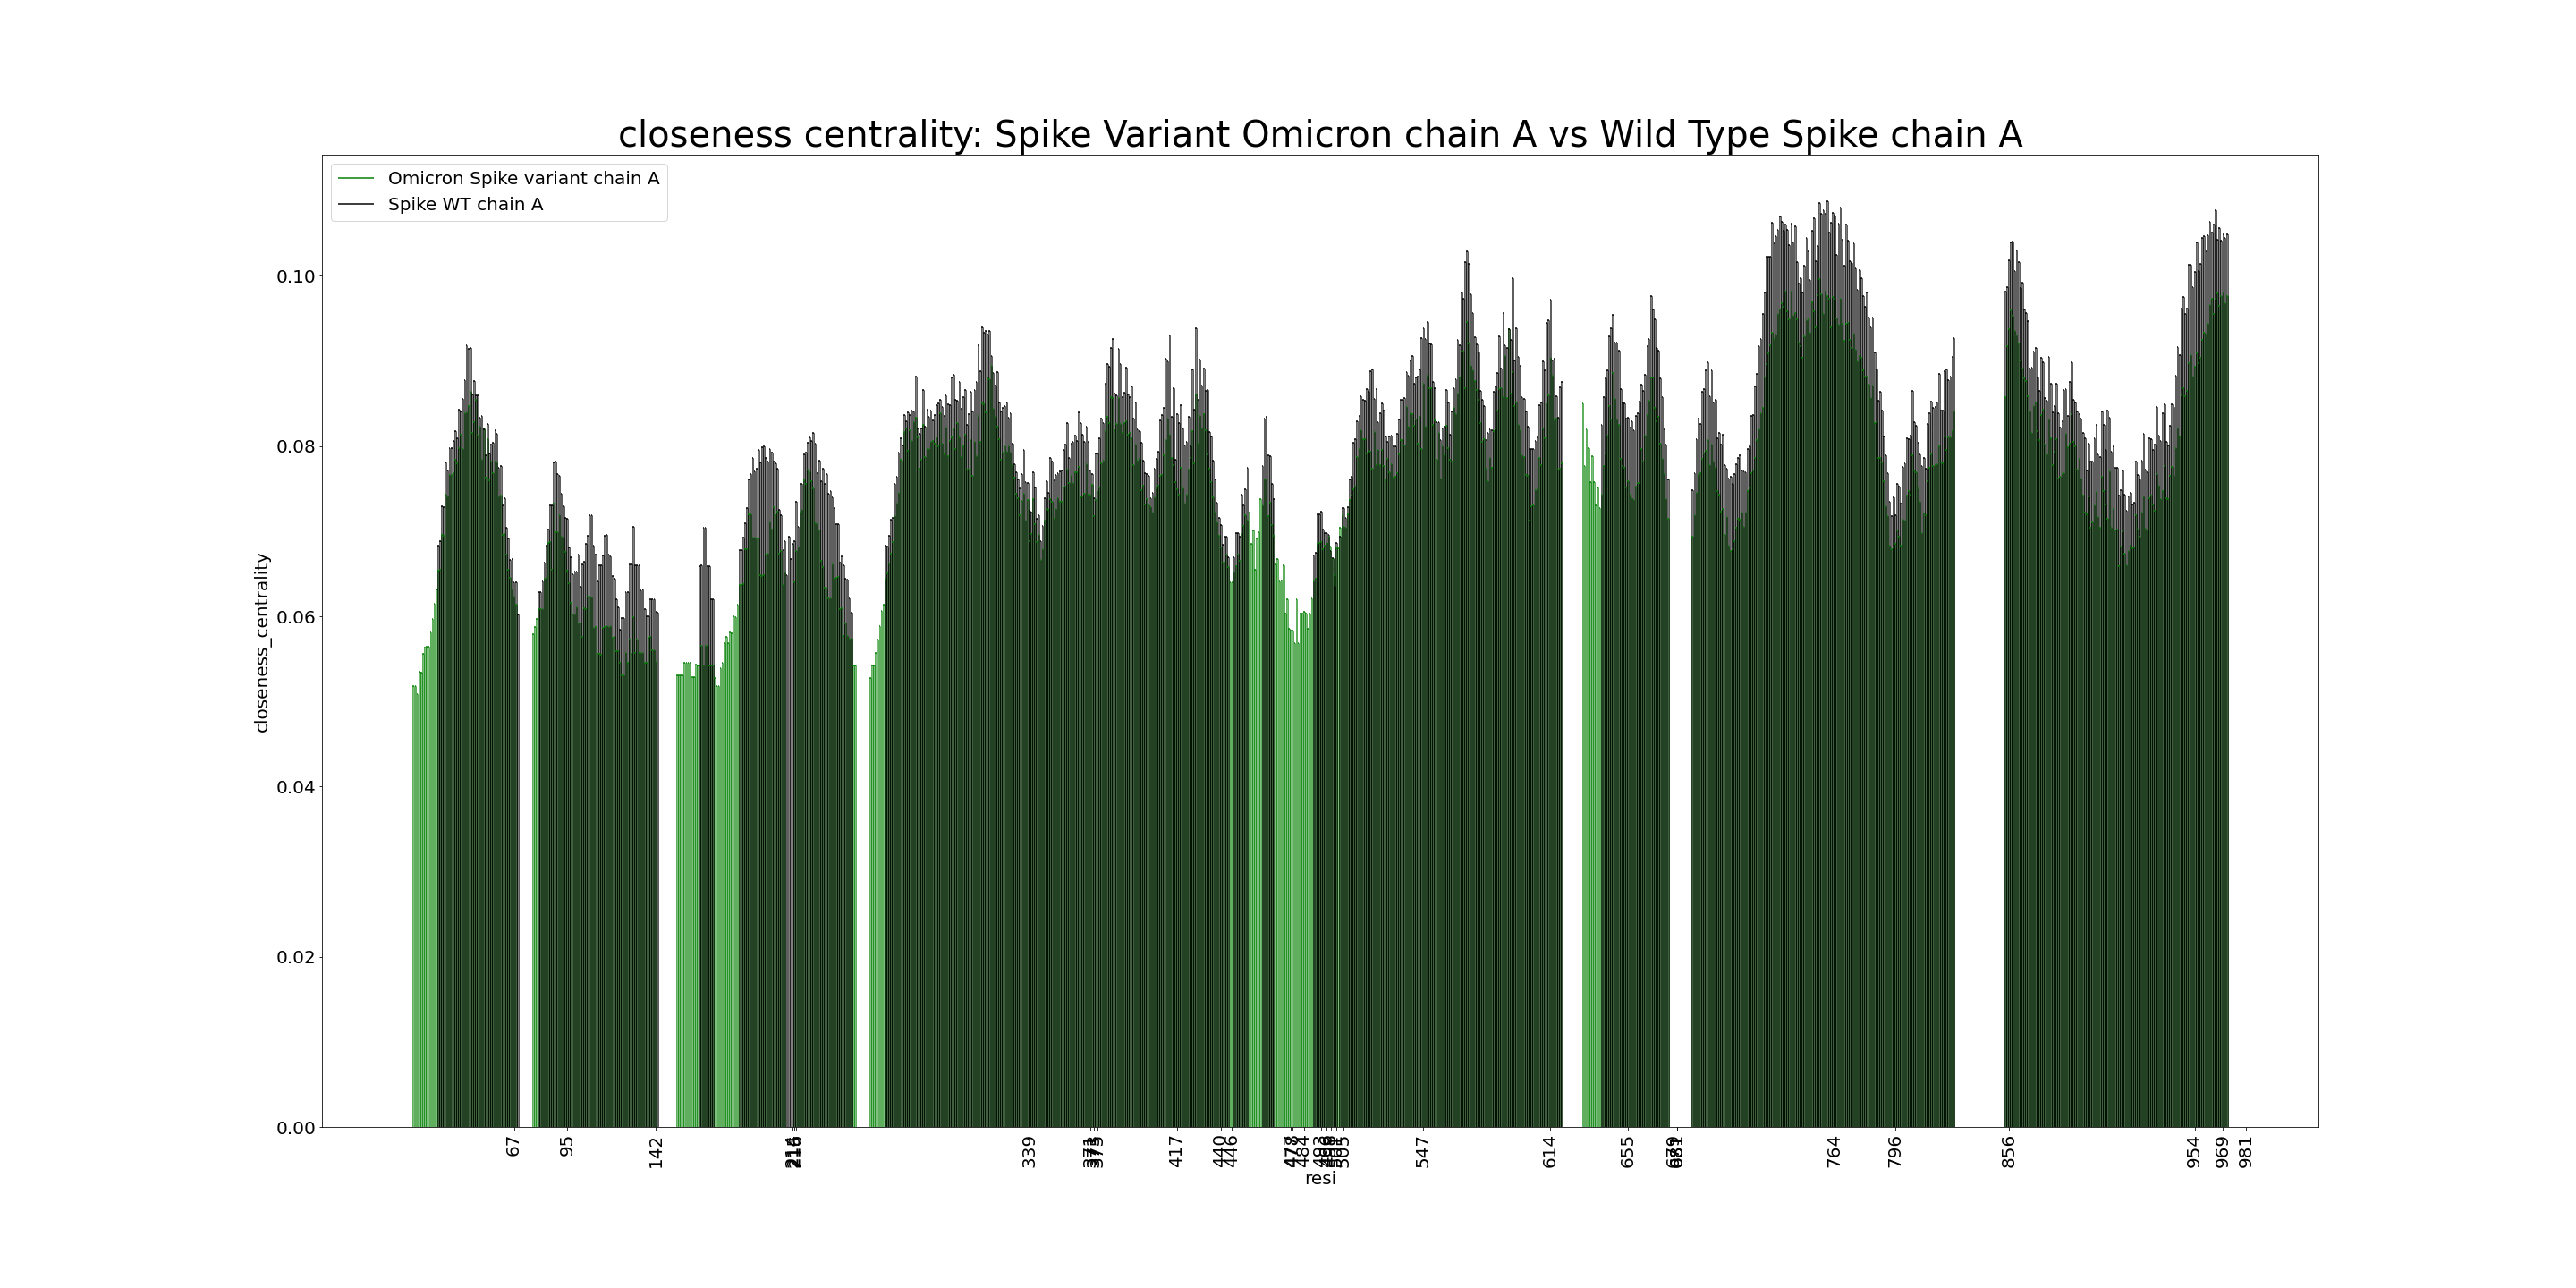 closeness centrality: Spike Variant Omicron chain A vs Wild Type Spike chain A
Omicron Spike variant chain A
Spike WT chain A
closeness_centrality
0.10
0.08
0.06
0.04
0.02
0.00
67 95 142 339 417 440 446 484 505 547 614 655 681 764 796 856 954 969 981
resi